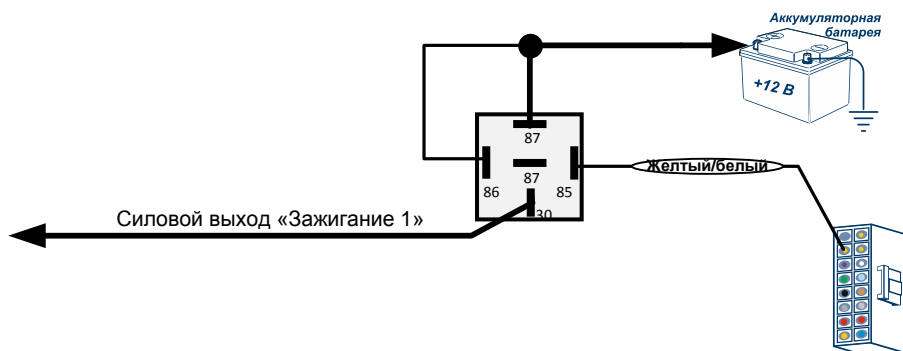 Аккумуляторная
батарея
+12 В
87
87
86
85
30
Желтый/белый
Силовой выход «Зажигание 1»